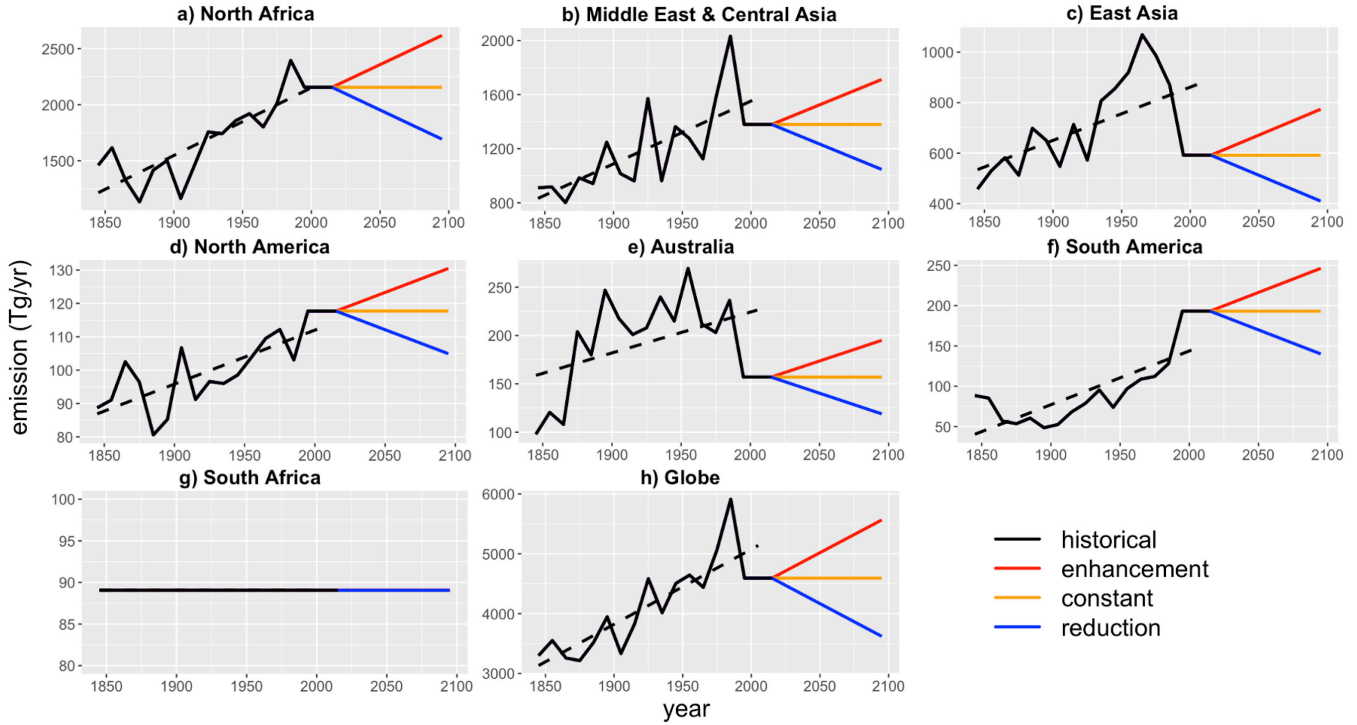 a) North Africa
b) Middle East & Central Asia
c) East Asia
2500
2000
1500
1850 1900 1950 2000 2050 2100
2000
1600
1200
800
1850 1900 1950 2000 2050 2100
1000
800
600
400
1850 1900 1950 2000 2050 2100
d) North America
e) Australia
f) South America
emission (Tg/yr)
130
120
110
100
90
80
1850 1900 1950 2000 2050 2100
250
200
150
100
1850 1900 1950 2000 2050 2100
250
200
150
100
50
1850 1900 1950 2000 2050 2100
g) South Africa
h) Globe
100
95
90
85
80
1850 1900 1950 2000 2050 2100
6000
5000
4000
3000
1850 1900 1950 2000 2050 2100
year
historical
enhancement
constant
reduction